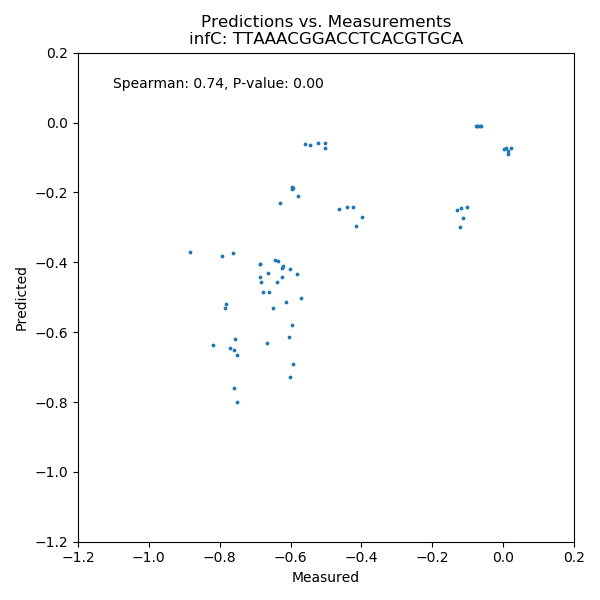 Predictions vs. Measurements
infC: TTAAACGGACCTCACGTGCA
Spearman: 0.74, P-value: 0.00
0.2
0.0
−0.2
−0.4
−0.6
−0.8
−1.0
−1.2
Predicted
−1.2 −1.0 −0.8 −0.6 −0.4 −0.2 0.0 0.2
Measured